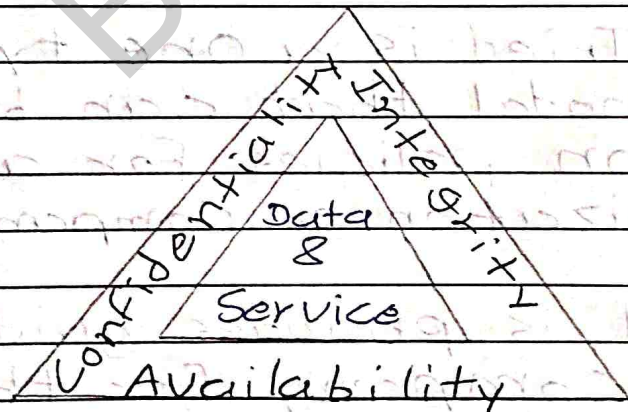 Confidentiality
Integrity
Data
&
Service
Availability